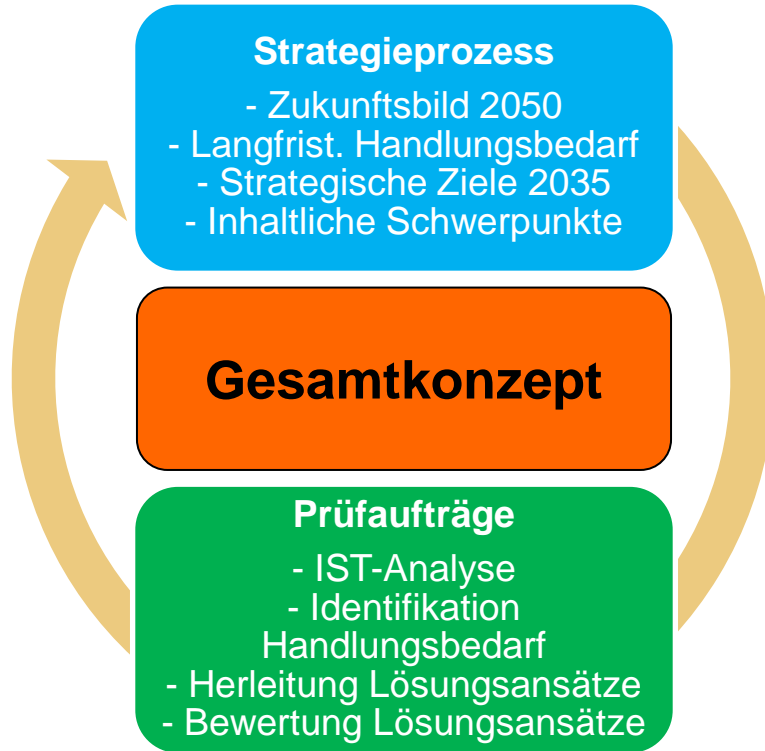 Strategieprozess
- Zukunftsbild 2050
- Langfrist. Handlungsbedarf
- Strategische Ziele 2035
- Inhaltliche Schwerpunkte
Gesamtkonzept
Prüfaufträge
- IST-Analyse
- Identifikation
Handlungsbedarf
- Herleitung Lösungsansätze
- Bewertung Lösungsansätze